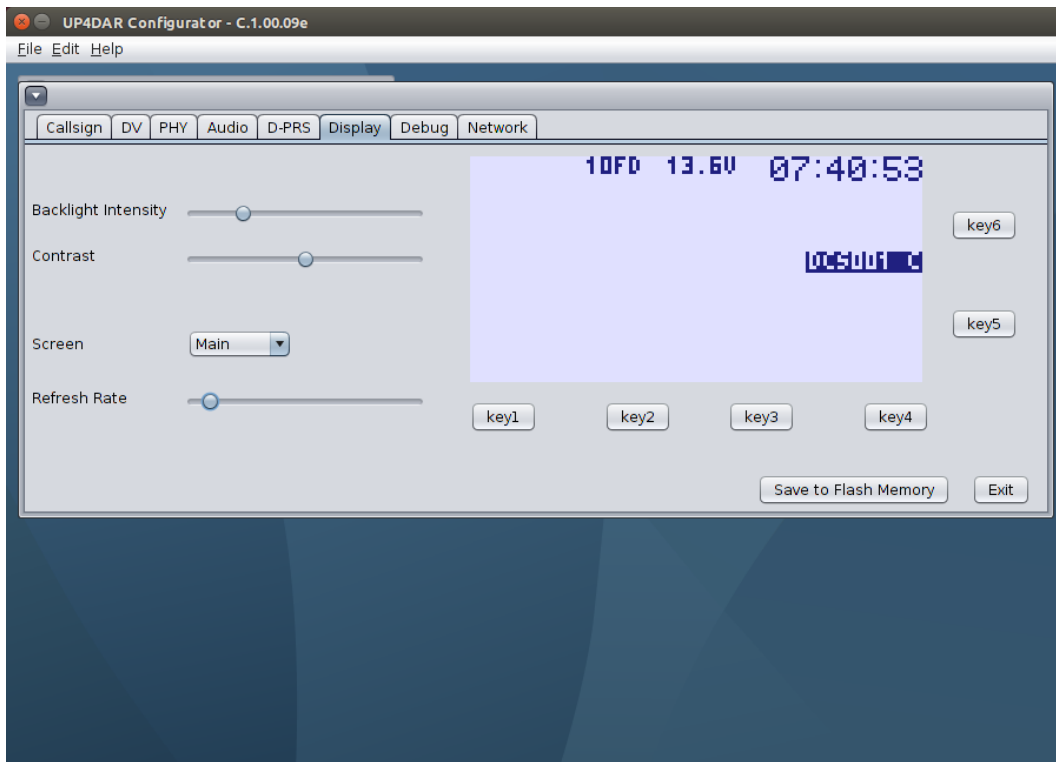 UP4DAR Configurator - C.1.00.09e
File Edit Help
Callsign DV PHY Audio D-PRS Display Debug Network
10FD 13.6V 07:40:53
Backlight Intensity
key6
Contrast
DCS001 C
key5
Screen Main
Refresh Rate
key1 key2 key3 key4
Save to Flash Memory Exit